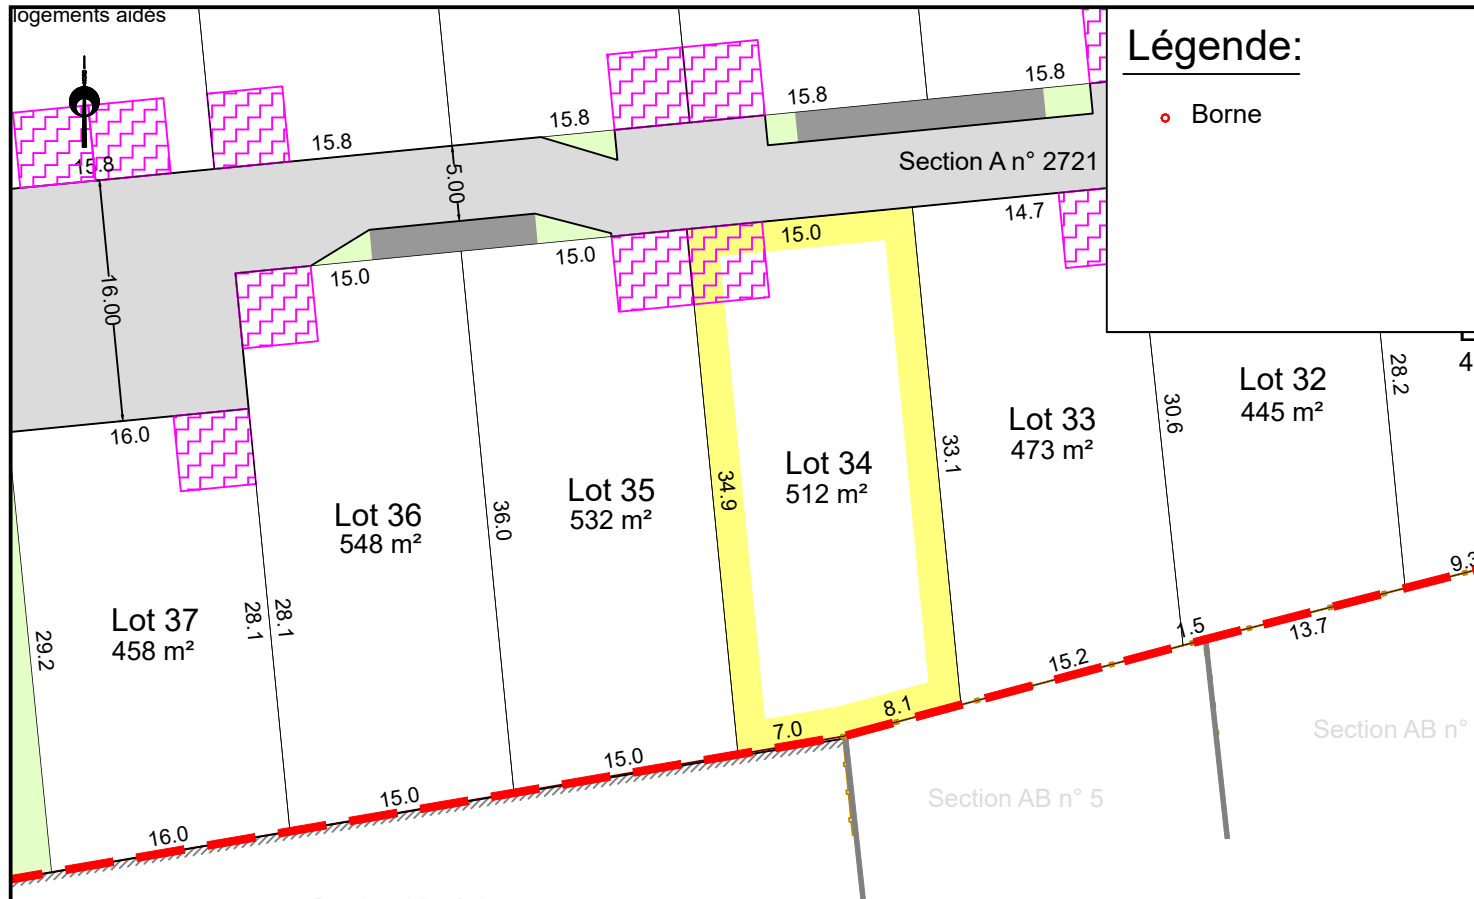 logements aidés
Légende:
Borne
15.8
15.8
15.8
15.8
15.8
5.00
Section A n° 2721
14.7
15.0
15.0
15.0
16.00
16.0
Lot 32
445 m²
28.2
4
30.6
Lot 33
473 m²
33.1
Lot 34
512 m²
34.9
Lot 35
532 m²
36.0
Lot 36
548 m²
28.1
28.1
Lot 37
458 m²
29.2
9.3
13.7
1.5
15.2
8.1
7.0
15.0
15.0
16.0
Section AB n°
Section AB n° 5